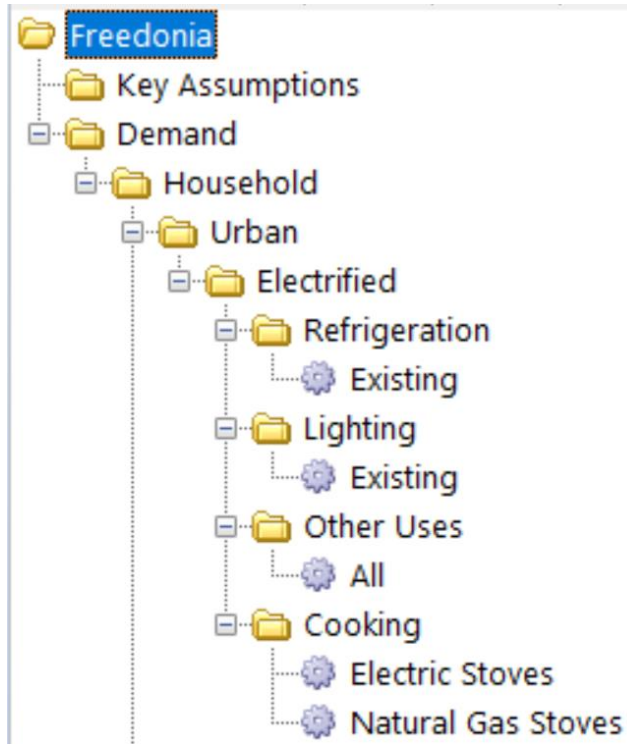 Freedonia
Key Assumptions
Demand
Household
Urban
Electrified
Refrigeration
Existing
Lighting
Existing
Other Uses
All
Cooking
Electric Stoves
Natural Gas Stoves